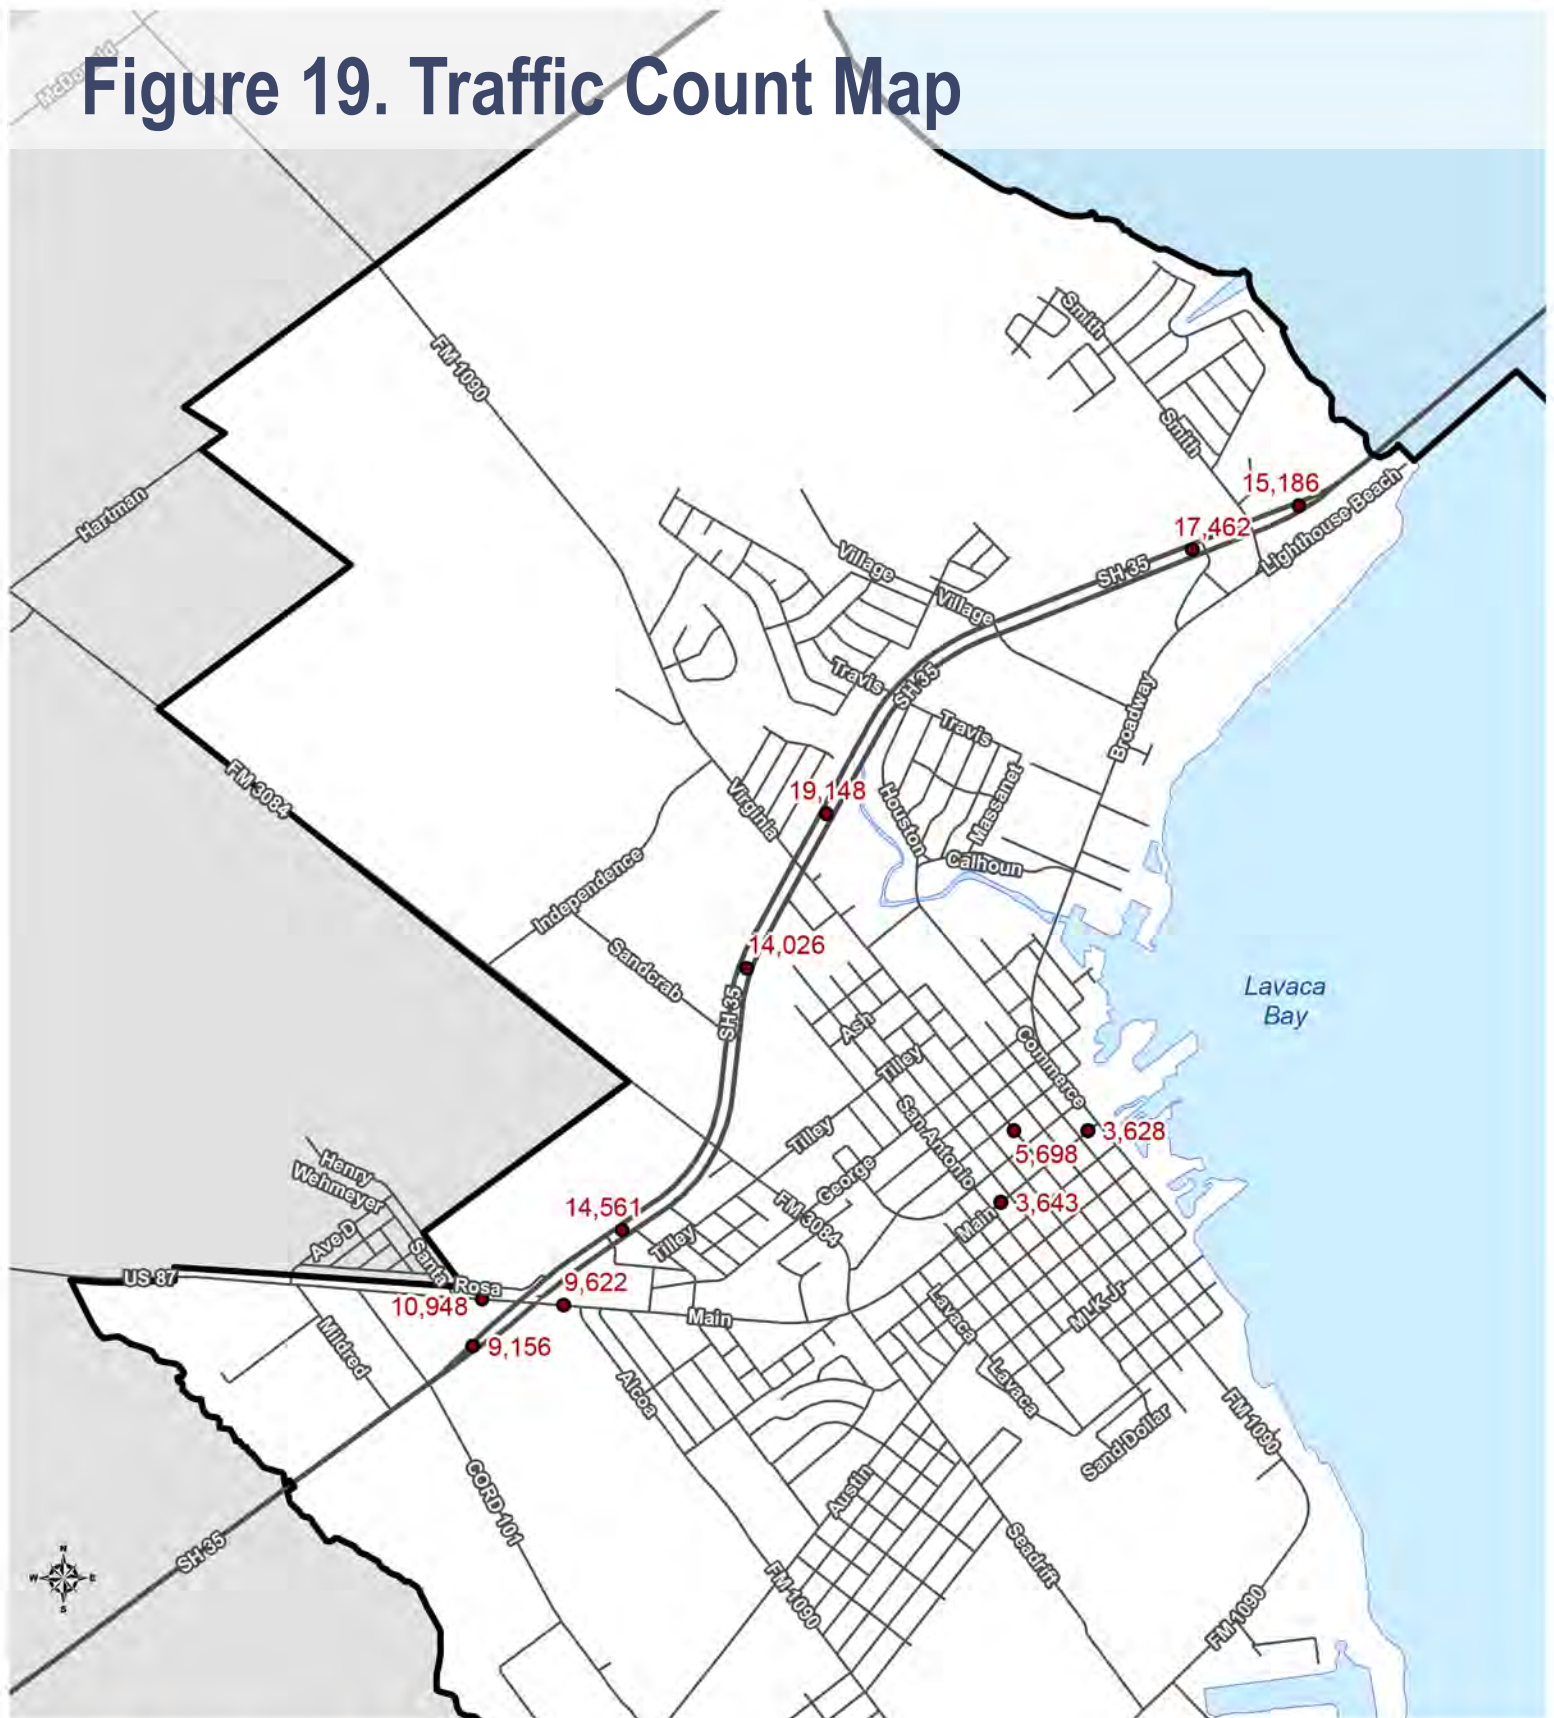 McDonald
Figure 19. Traffic Count Map
Smith
FM 1090
Smith
15,186
Hartman
17,462
Lighthouse Beach
Village
SH 35
Village
Travis
SH 35
Broadway
Travis
FM 3084
19,148
Virginia
Houston
Massanet
Calhoun
Independence
14,026
Sandcrab
SH 35
Lavaca
Bay
Ash
Commerce
Tilley
San Antonio
Tilley
3,628
5,698
Henry
Wehmeyer
George
14,561
FM 3084
Main
3,643
Ave D
Tilley
Santa Rosa
US 87
9,622
10,948
Main
Lavaca
MLK Jr
Mildred
9,156
Alcoa
Lavaca
FM 1090
Sand Dollar
CORD 101
Austin
SH 35
Seadrift
FM 1090
FM 1090
N
W
E
S